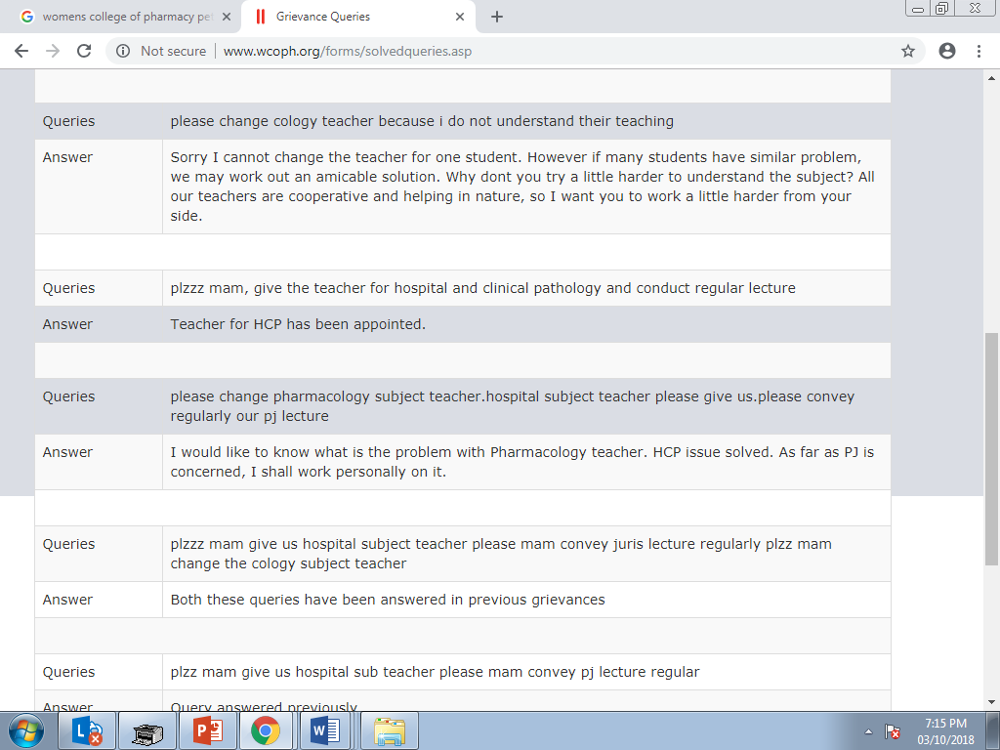 womens college of pharmacy pet
Grievance Queries
Not secure
www.wcoph.org/forms/solvedqueries.asp
Queries please change cology teacher because i do not understand their teaching
Answer Sorry I cannot change the teacher for one student. However if many students have similar problem,
we may work out an amicable solution. Why dont you try a little harder to understand the subject? All
our teachers are cooperative and helping in nature, so I want you to work a little harder from your
side.
Queries plzzz mam, give the teacher for hospital and clinical pathology and conduct regular lecture
Answer Teacher for HCP has been appointed.
Queries please change pharmacology subject teacher.hospital subject teacher please give us.please convey
regularly our pj lecture
Answer I would like to know what is the problem with Pharmacology teacher. HCP issue solved. As far as PJ is
concerned, I shall work personally on it.
Queries plzzz mam give us hospital subject teacher please mam convey juris lecture regularly plzz mam
change the cology subject teacher
Answer Both these queries have been answered in previous grievances
Queries plzz mam give us hospital sub teacher please mam convey pj lecture regular
Answer Query answered previously
7:15 PM
03/10/2018